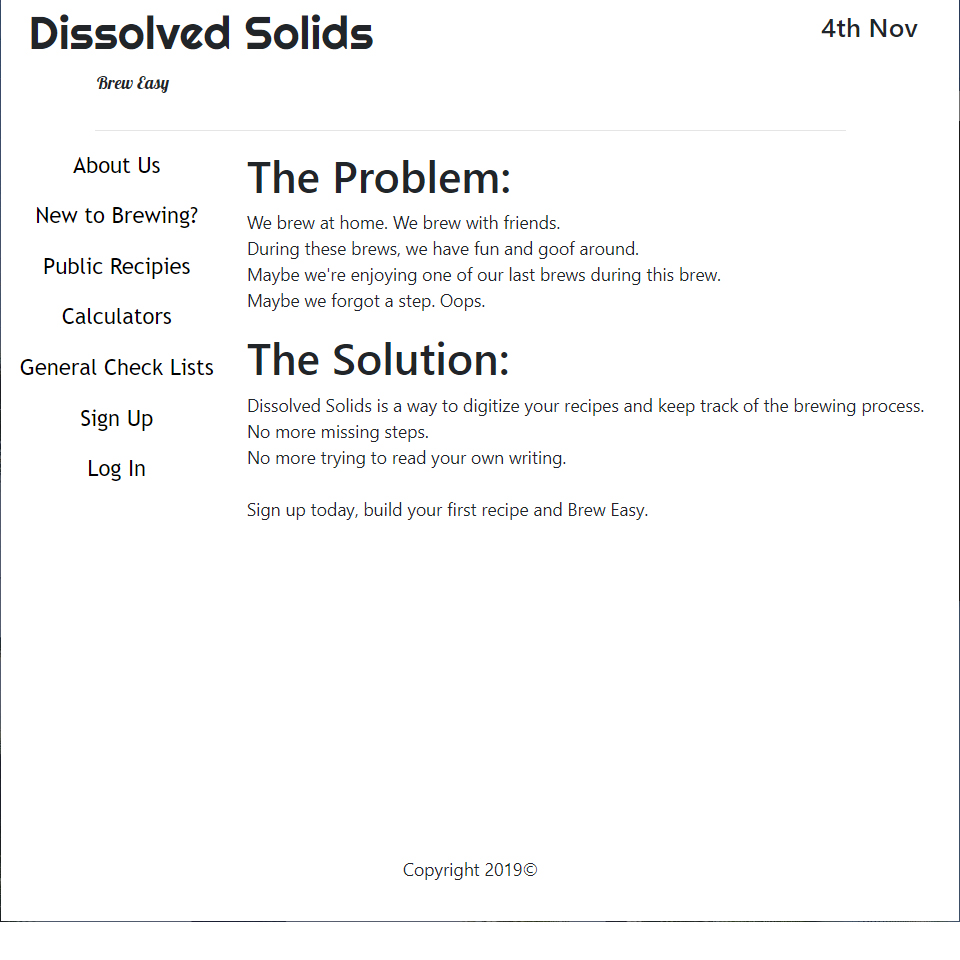 Dissolved Solids
4th Nov
Brew Easy
About Us
New to Brewing?
Public Recipies
Calculators
General Check Lists
Sign Up
Log In
The Problem:
We brew at home. We brew with friends.
During these brews, we have fun and goof around.
Maybe we're enjoying one of our last brews during this brew.
Maybe we forgot a step. Oops.
The Solution:
Dissolved Solids is a way to digitize your recipes and keep track of the brewing process.
No more missing steps.
No more trying to read your own writing.
Sign up today, build your first recipe and Brew Easy.
Copyright 2019©